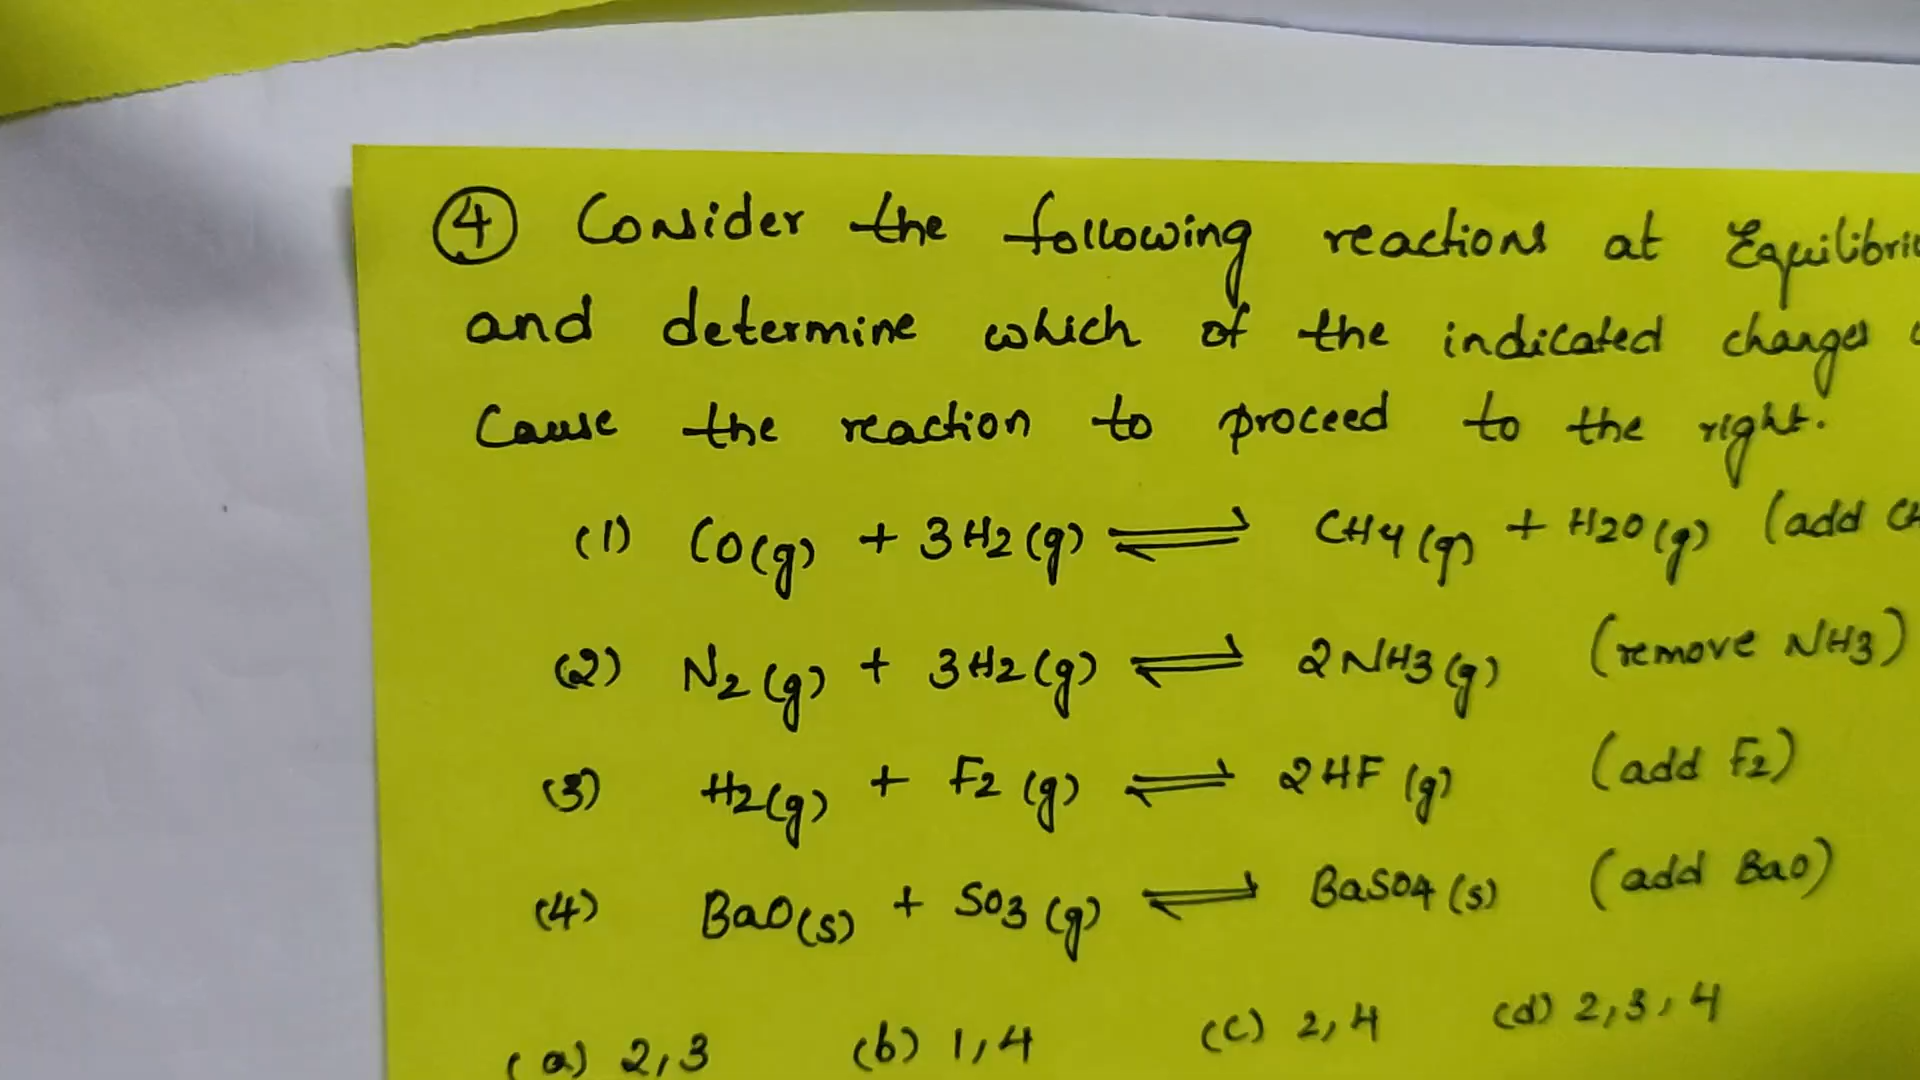 ④ Consider the following reactions at Equilibriu
and determine which of the indicated changes
Cause the reaction to proceed to the right.
(1) CO(g) + 3H2(g) ⇌ CH4(g) + H2O(g) (add CH
(2) N2(g) + 3H2(g) ⇌ 2NH3(g) (remove NH3)
(3) H2(g) + F2(g) ⇌ 2HF(g) (add F2)
(4) BaO(s) + SO3(g) ⇌ BaSO4(s) (add BaO)
(a) 2,3 (b) 1,4 (c) 2,4 (d) 2,3,4